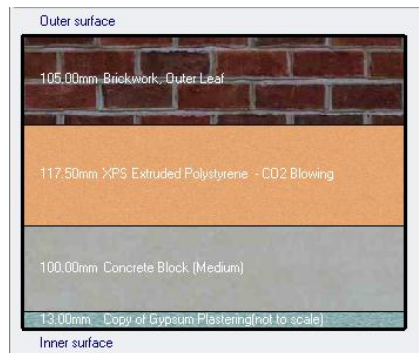 Outer surface
105.00mm Brickwork, Outer Leaf
117.50mm XPS Extruded Polystyrene - CO2 Blowing
100.00mm Concrete Block (Medium)
13.00mm Copy of Gypsum Plastering(not to scale)
Inner surface